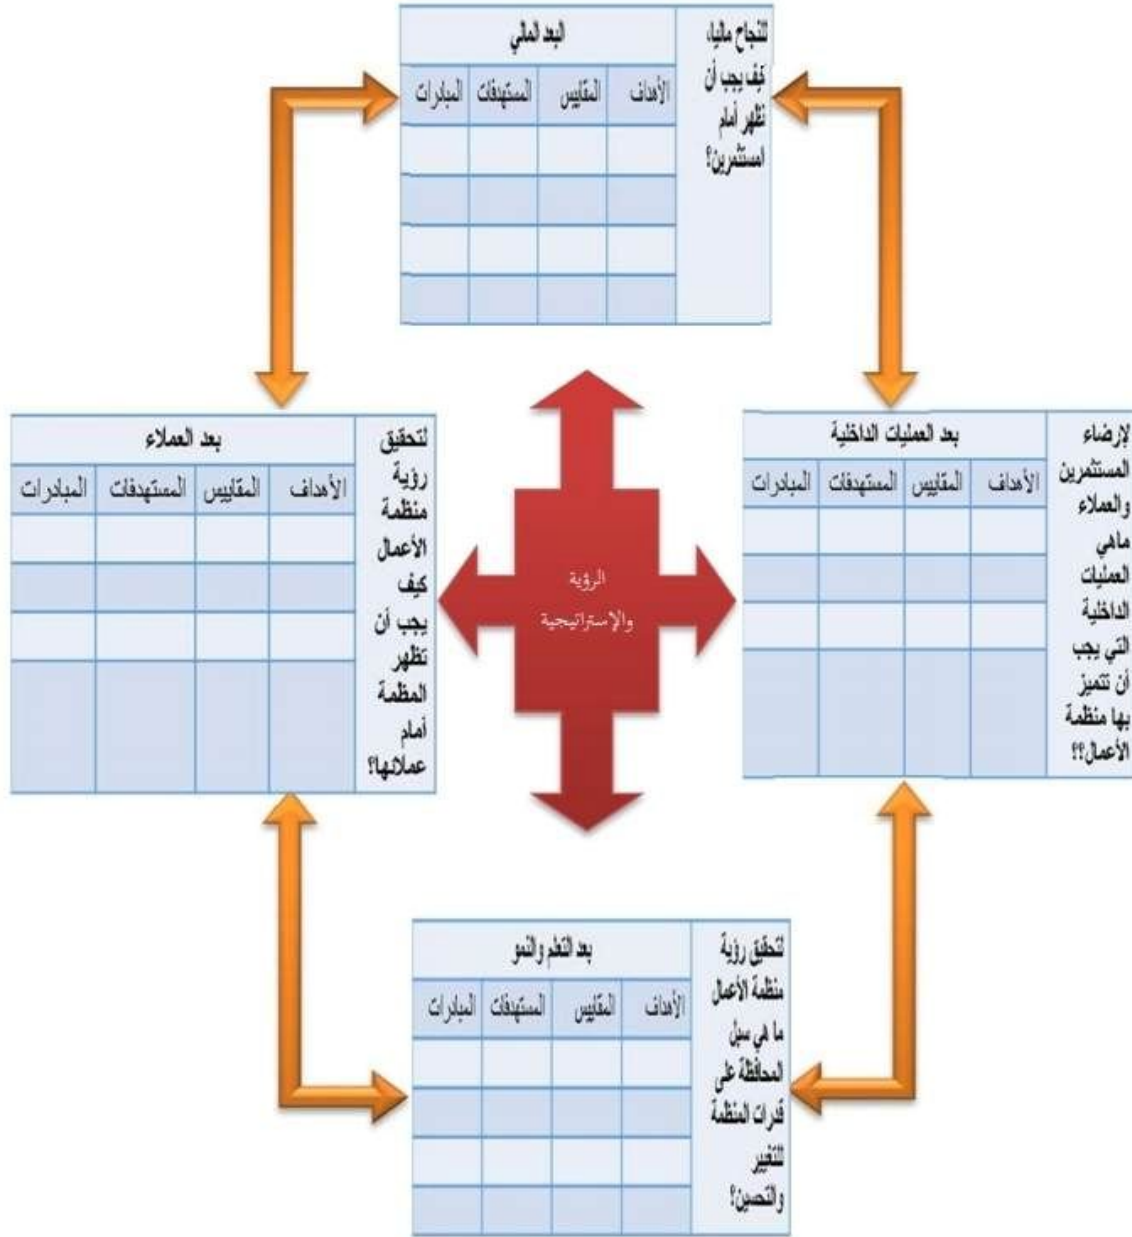 للنجاح ماليا،
كيف يجب أن
نظهر أمام
المستثمرين؟
البعد المالي
الأهداف المقاييس المستهدفات المبادرات
لإرضاء
المستثمرين
والعملاء
ماهي
العمليات
الداخلية
التي يجب
أن تتميز
بها منظمة
الأعمال؟؟
بعد العمليات الداخلية
الأهداف المقاييس المستهدفات المبادرات
الرؤية
والإستراتيجية
لتحقيق
رؤية
منظمة
الأعمال
كيف
يجب أن
تظهر
المظمة
أمام
عملائها؟
بعد العملاء
الأهداف المقاييس المستهدفات المبادرات
لتحقيق رؤية
منظمة الأعمال
ما هي سبل
المحافظة على
قدرات المنظمة
للتغيير
والتحسين؟
بعد التعلم والنمو
الأهداف المقاييس المستهدفات المبادرات